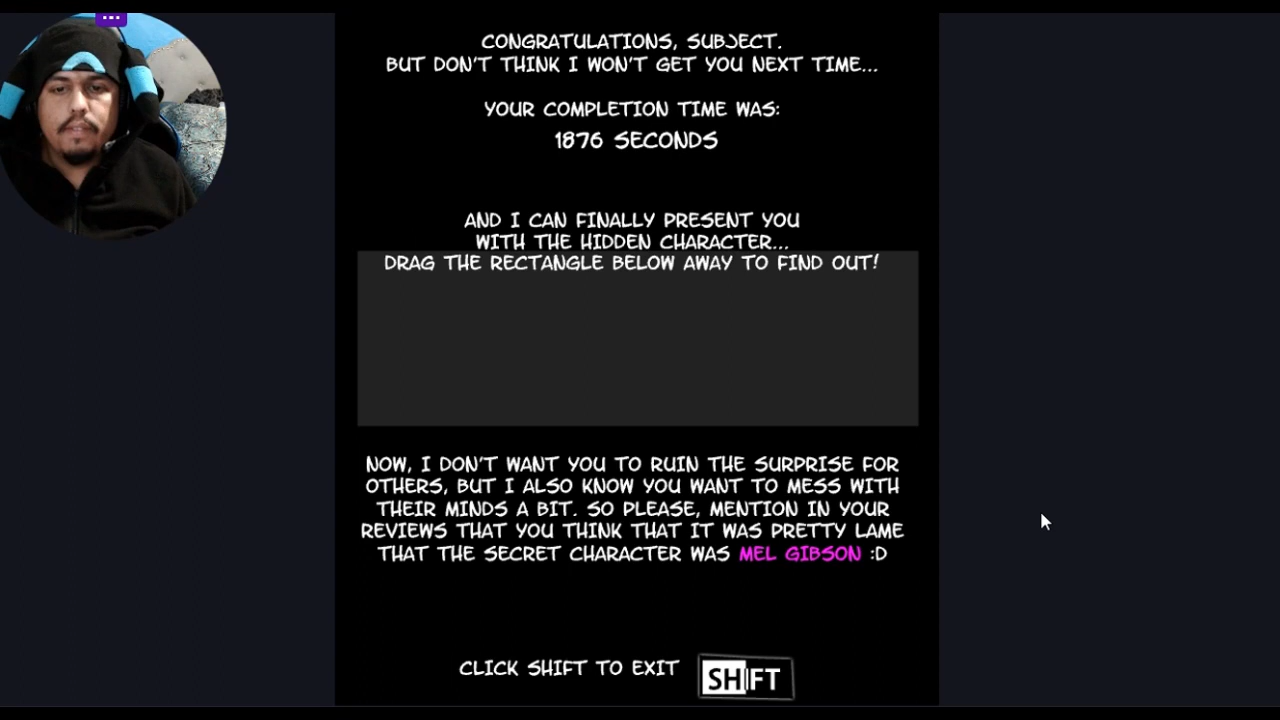 CONGRATULATIONS, SUBJECT.
BUT DON'T THINK I WON'T GET YOU NEXT TIME...
YOUR COMPLETION TIME WAS:
1876 SECONDS
AND I CAN FINALLY PRESENT YOU
WITH THE HIDDEN CHARACTER...
DRAG THE RECTANGLE BELOW AWAY TO FIND OUT!
NOW, I DON'T WANT YOU TO RUIN THE SURPRISE FOR
OTHERS, BUT I ALSO KNOW YOU WANT TO MESS WITH
THEIR MINDS A BIT. SO PLEASE, MENTION IN YOUR
REVIEWS THAT YOU THINK THAT IT WAS PRETTY LAME
THAT THE SECRET CHARACTER WAS MEL GIBSON :D
CLICK SHIFT TO EXIT SHIFT